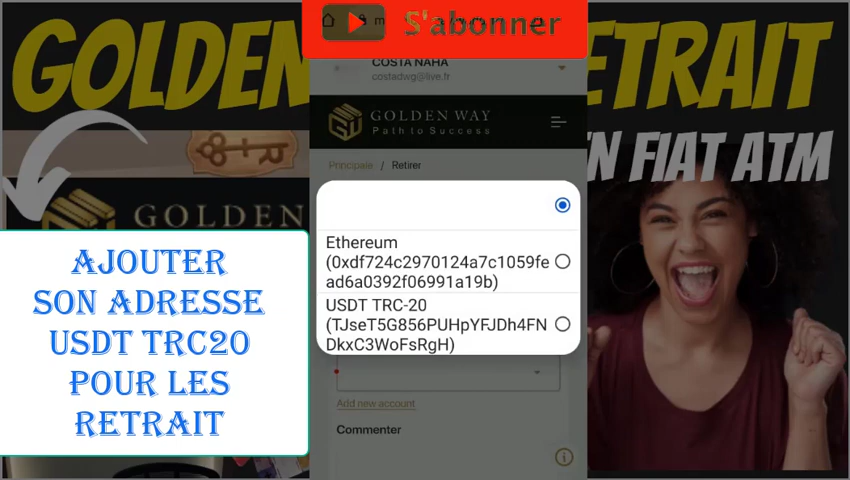 S'abonner
GOLDEN
RETRAIT
COSTA NAHA
costadwg@live.fr
GOLDEN WAY
Path to Success
N FIAT ATM
Principale / Retirer
GOLDEN
Ethereum
(0xdf724c2970124a7c1059fe
ad6a0392f06991a19b)
USDT TRC-20
(TJseT5G856PUHpYFJDh4FN
DkxC3WoFsRgH)
AJOUTER
SON ADRESSE
USDT TRC20
POUR LES
RETRAIT
Add new account
Commenter